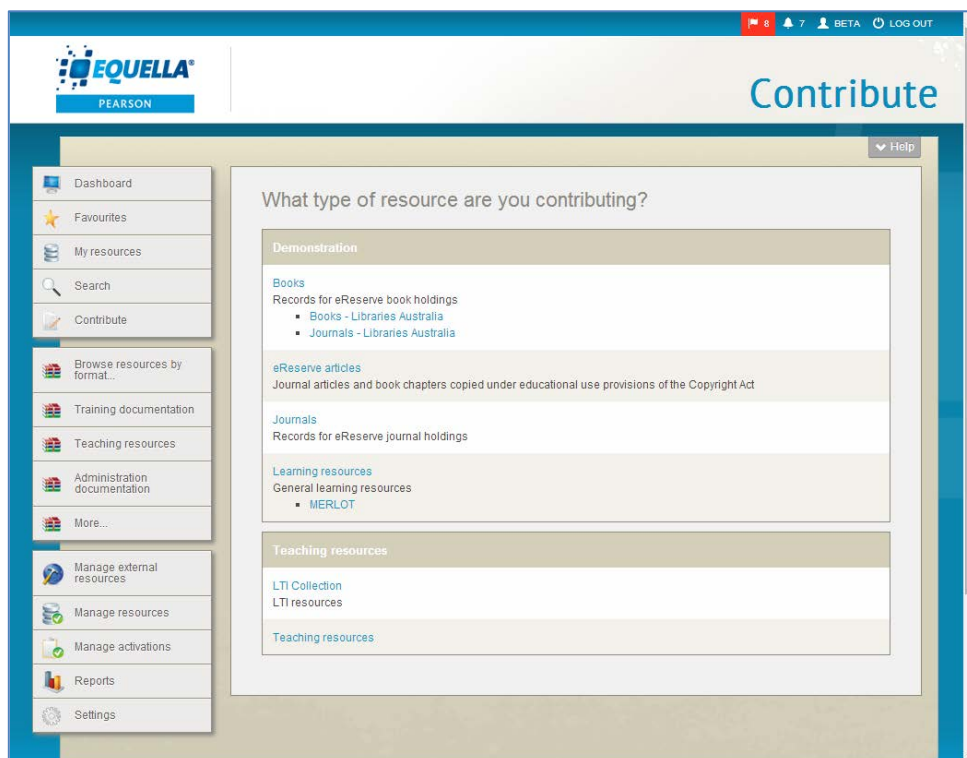 8 7 BETA LOG OUT
EQUELLA®
PEARSON
Contribute
Help
Dashboard
Favourites
My resources
Search
Contribute
Browse resources by
format...
Training documentation
Teaching resources
Administration
documentation
More...
Manage external
resources
Manage resources
Manage activations
Reports
Settings
What type of resource are you contributing?
Demonstration
Books
Records for eReserve book holdings
Books - Libraries Australia
Journals - Libraries Australia
eReserve articles
Journal articles and book chapters copied under educational use provisions of the Copyright Act
Journals
Records for eReserve journal holdings
Learning resources
General learning resources
MERLOT
Teaching resources
LTI Collection
LTI resources
Teaching resources